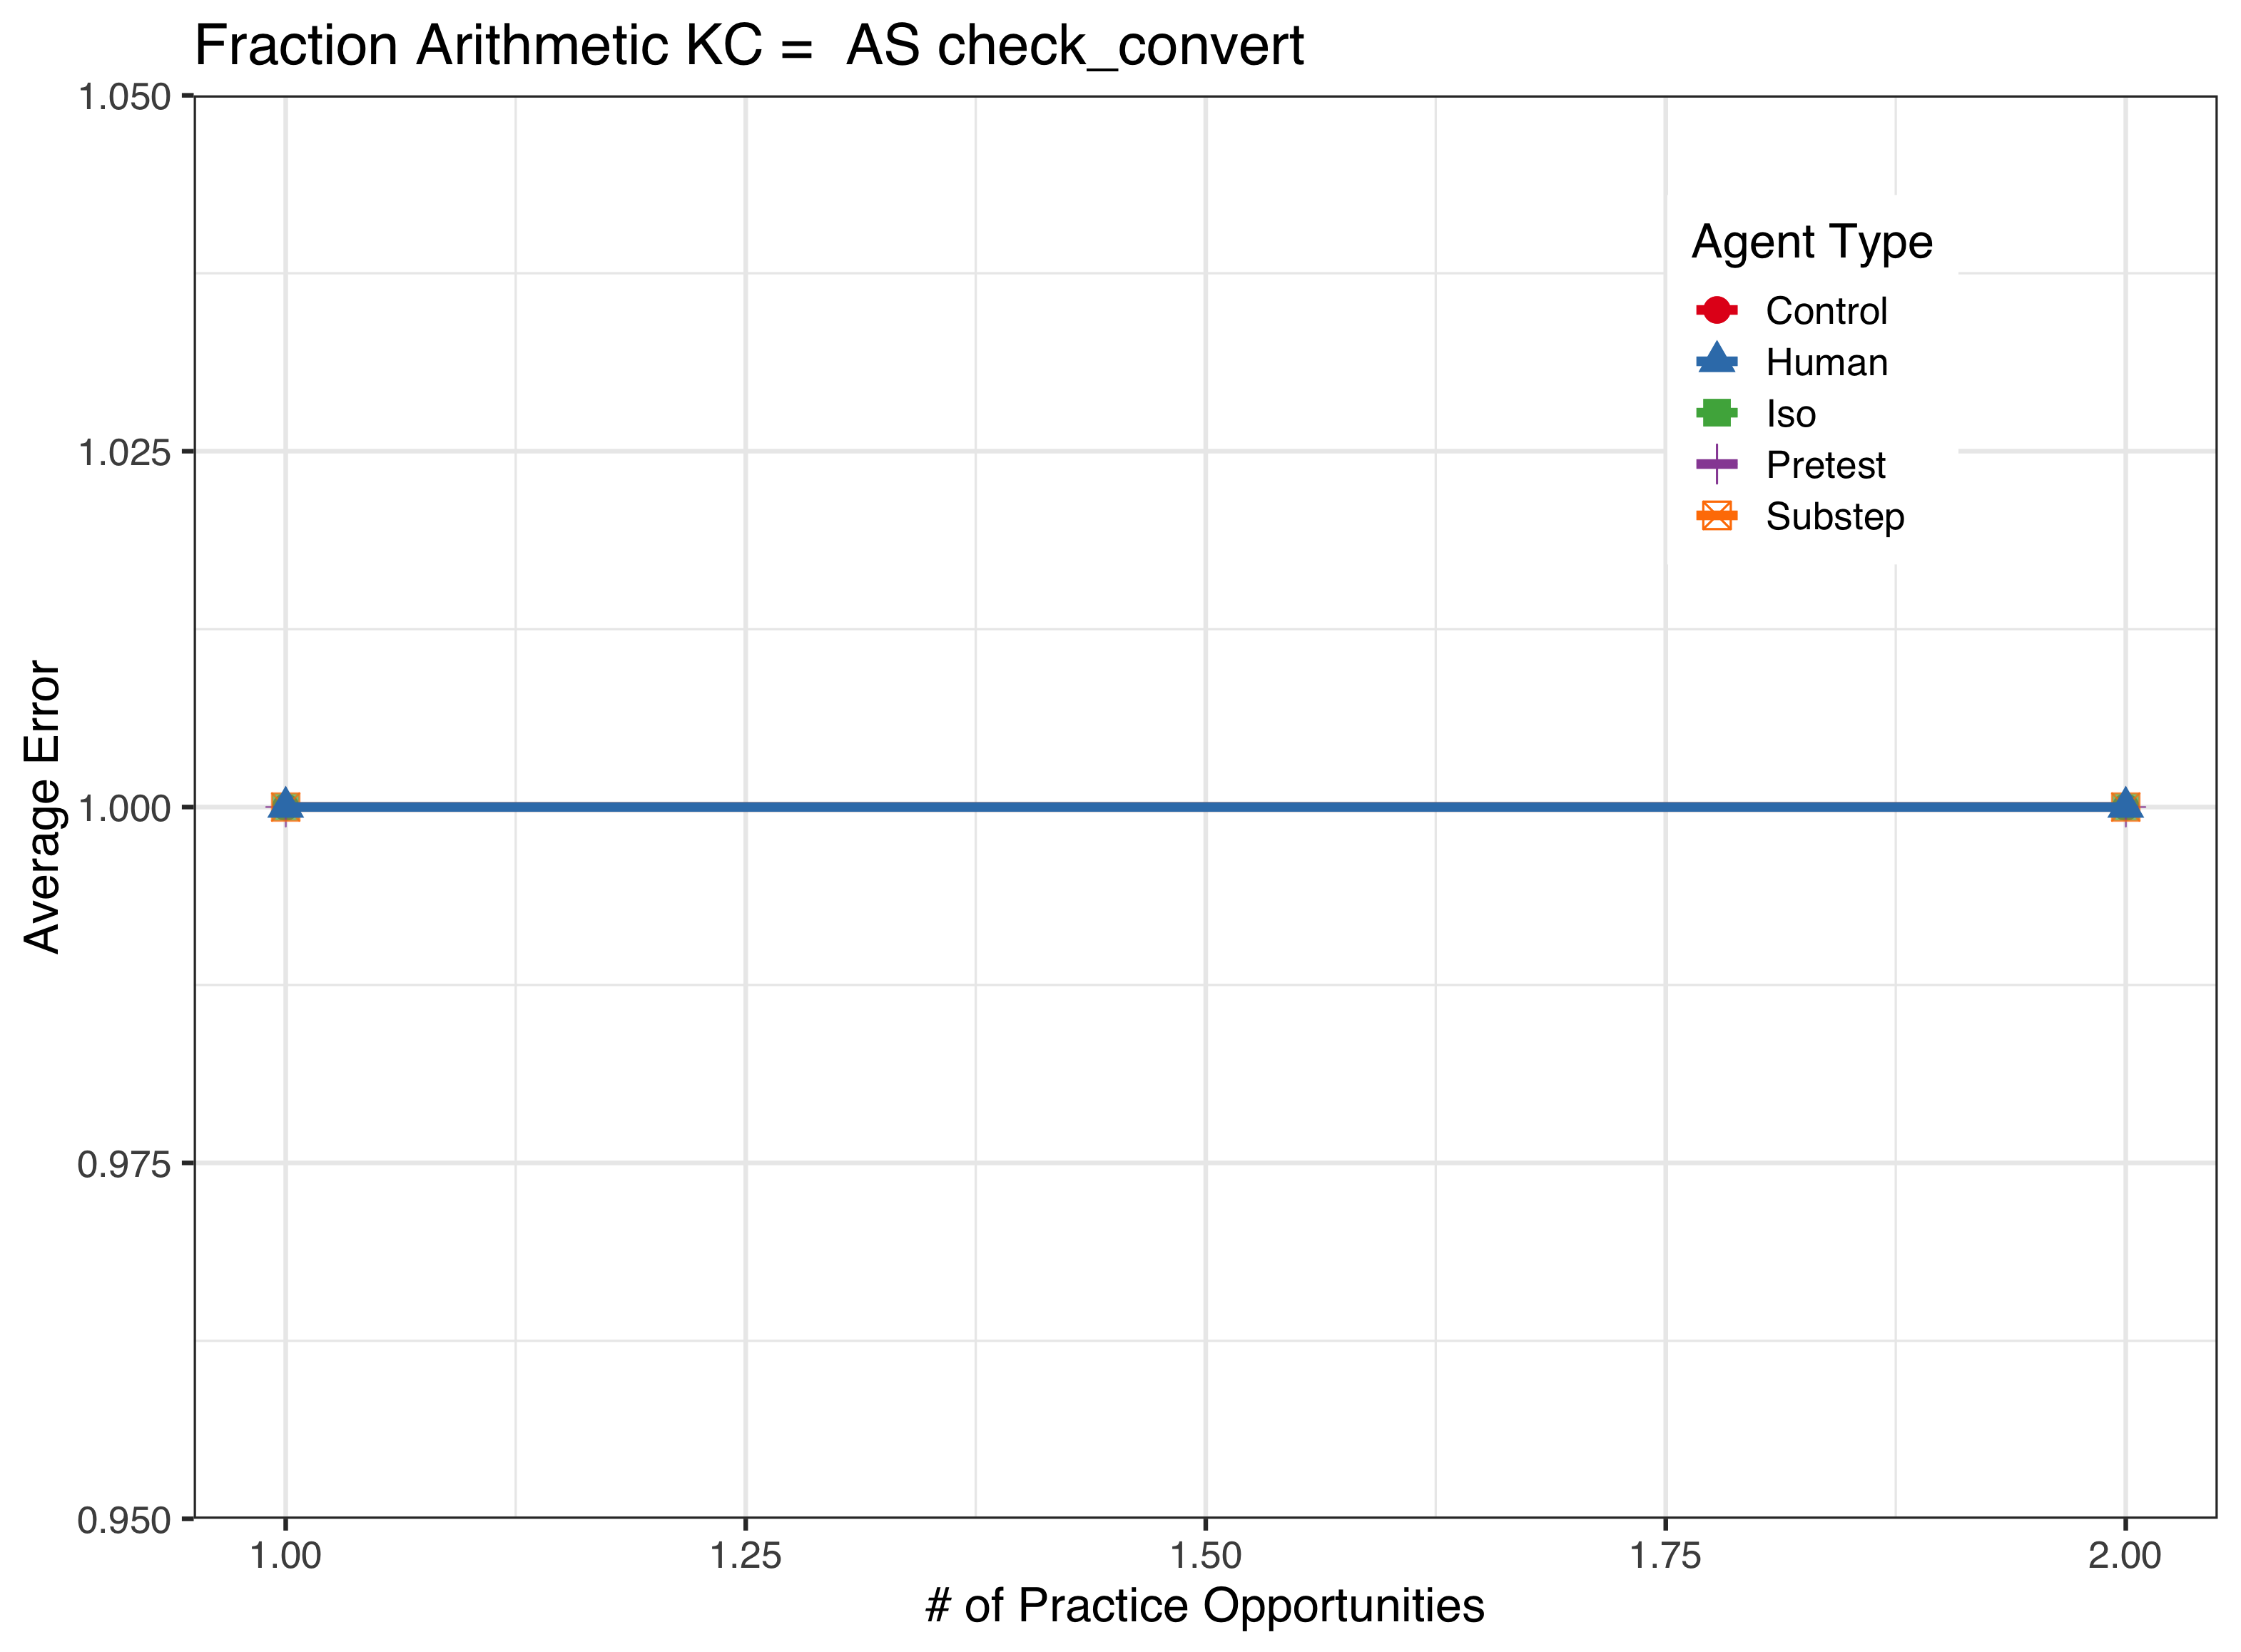 Fraction Arithmetic KC =  AS check_convert
1.050
1.025
1.000
0.975
0.950
Average Error
Agent Type
Control
Human
Iso
Pretest
Substep
1.00 1.25 1.50 1.75 2.00
# of Practice Opportunities